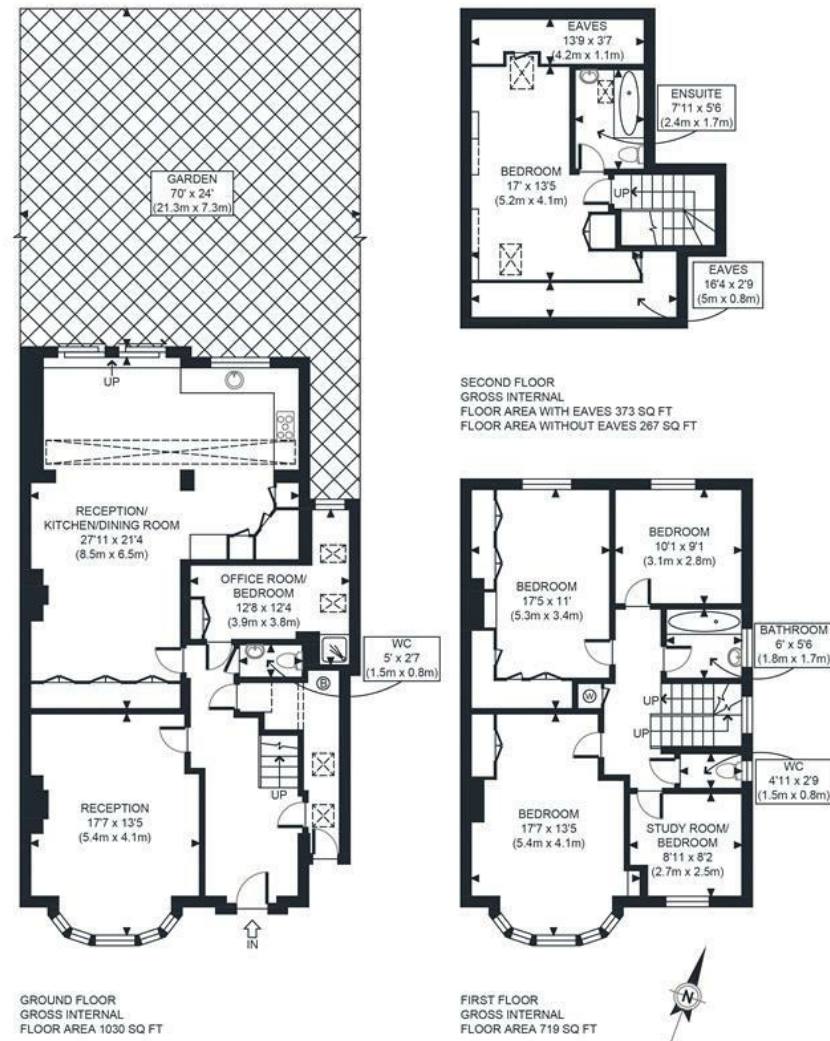 GARDEN
70' x 24'
(21.3m x 7.3m)
UP
RECEPTION/
KITCHEN/DINING ROOM
27'11 x 21'4
(8.5m x 6.5m)
OFFICE ROOM/
BEDROOM
12'8 x 12'4
(3.9m x 3.8m)
WC
5' x 2'7
(1.5m x 0.8m)
B
UP
RECEPTION
17'7 x 13'5
(5.4m x 4.1m)
IN
GROUND FLOOR
GROSS INTERNAL
FLOOR AREA 1030 SQ FT
EAVES
13'9 x 3'7
(4.2m x 1.1m)
ENSUITE
7'11 x 5'6
(2.4m x 1.7m)
BEDROOM
17' x 13'5
(5.2m x 4.1m)
UP
EAVES
16'4 x 2'9
(5m x 0.8m)
SECOND FLOOR
GROSS INTERNAL
FLOOR AREA WITH EAVES 373 SQ FT
FLOOR AREA WITHOUT EAVES 267 SQ FT
BEDROOM
10'1 x 9'1
(3.1m x 2.8m)
BEDROOM
17'5 x 11'
(5.3m x 3.4m)
BATHROOM
6' x 5'6
(1.8m x 1.7m)
W
UP
UP
WC
4'11 x 2'9
(1.5m x 0.8m)
BEDROOM
17'7 x 13'5
(5.4m x 4.1m)
STUDY ROOM/
BEDROOM
8'11 x 8'2
(2.7m x 2.5m)
FIRST FLOOR
GROSS INTERNAL
FLOOR AREA 719 SQ FT
N